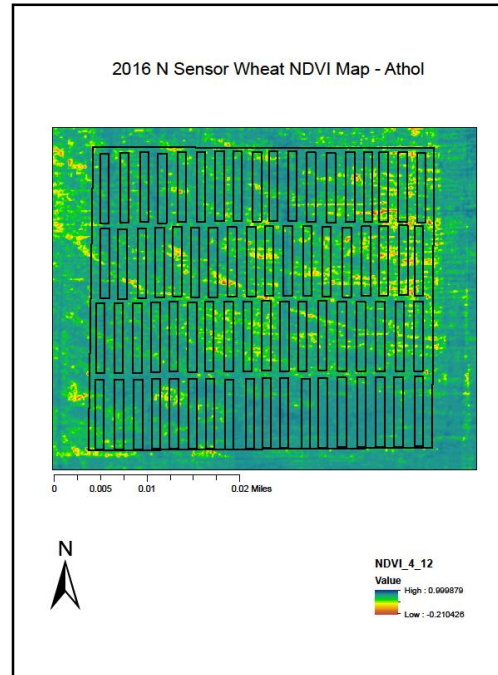 2016 N Sensor Wheat NDVI Map - Athol
0 0.005 0.01 0.02 Miles
N
NDVI_4_12
Value
High : 0.999879
Low : -0.210426